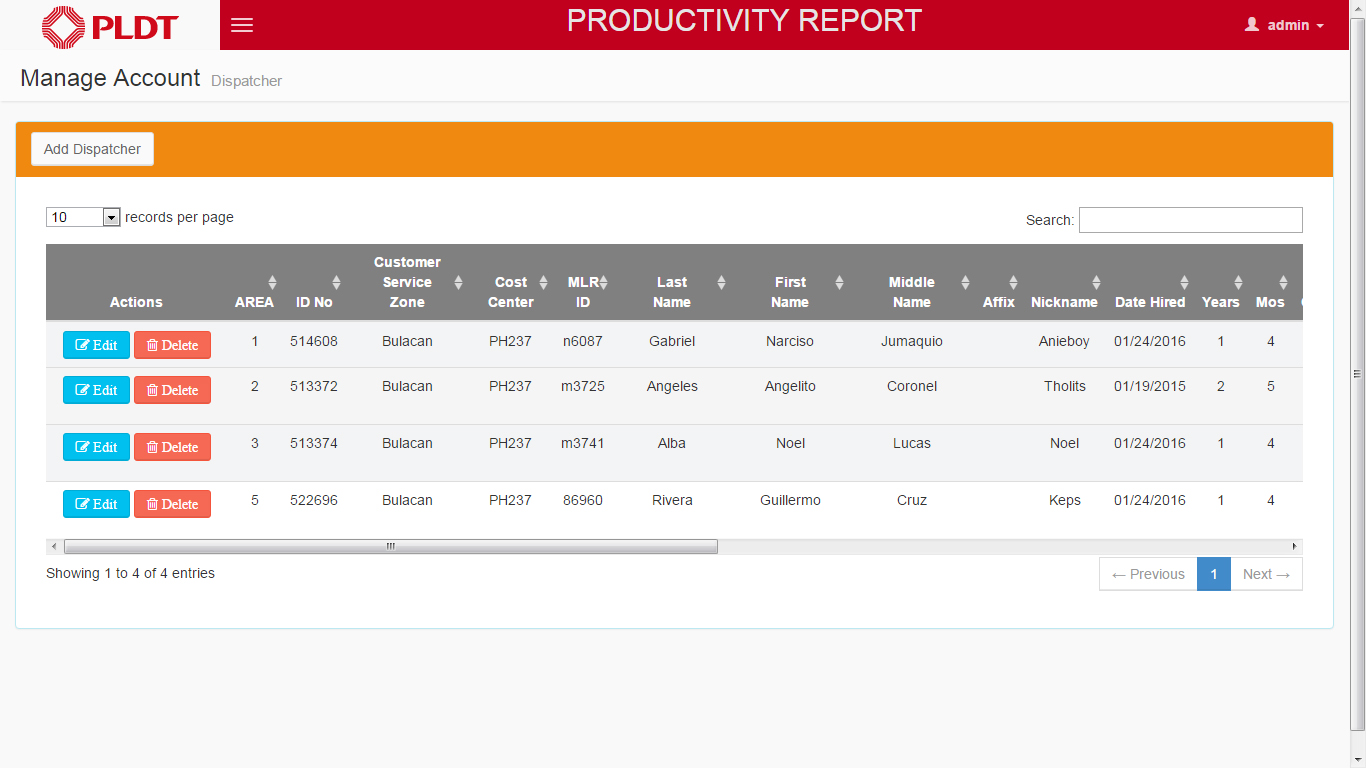 PLDT
PRODUCTIVITY REPORT
admin
Manage Account Dispatcher
Add Dispatcher
10 records per page
Search:
Actions AREA ID No Customer Service Zone Cost Center MLR ID Last Name First Name Middle Name Affix Nickname Date Hired Years Mos
Edit Delete 1 514608 Bulacan PH237 n6087 Gabriel Narciso Jumaquio Anieboy 01/24/2016 1 4
Edit Delete 2 513372 Bulacan PH237 m3725 Angeles Angelito Coronel Tholits 01/19/2015 2 5
Edit Delete 3 513374 Bulacan PH237 m3741 Alba Noel Lucas Noel 01/24/2016 1 4
Edit Delete 5 522696 Bulacan PH237 86960 Rivera Guillermo Cruz Keps 01/24/2016 1 4
Showing 1 to 4 of 4 entries
← Previous 1 Next →